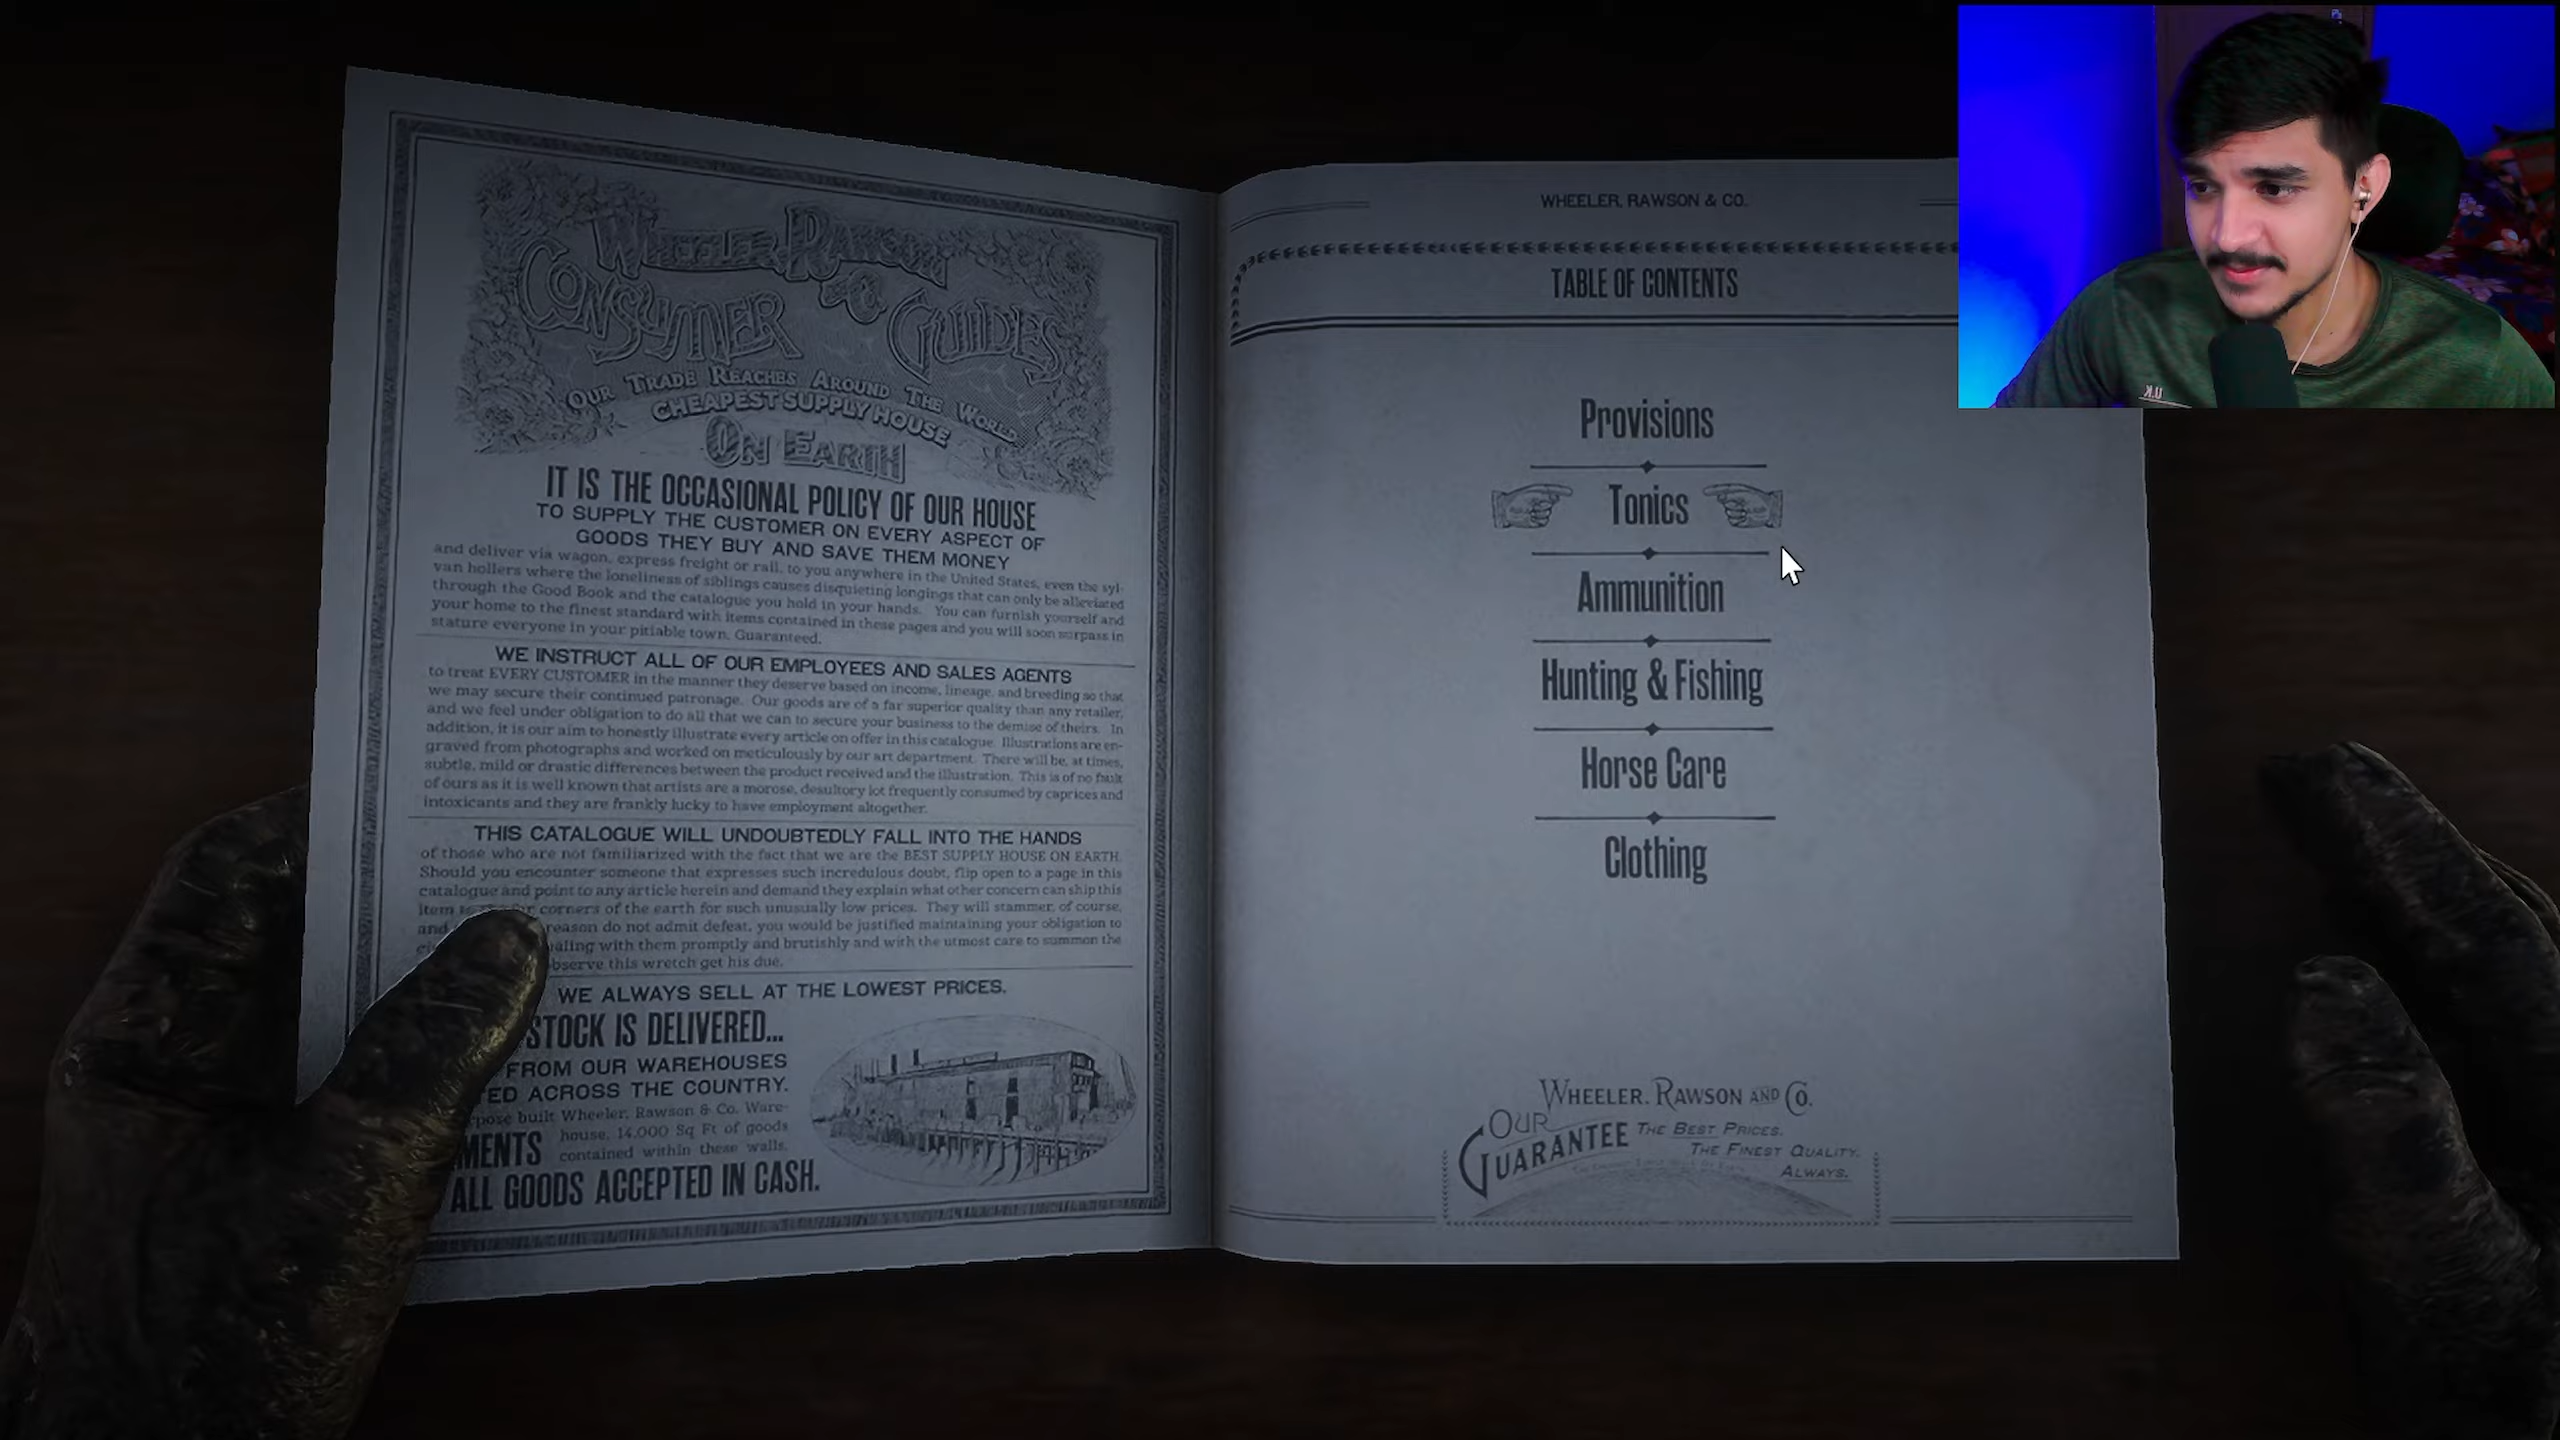 WHEELER, RAWSON
& Co.
CONSUMER GUIDES
OUR TRADE REACHES AROUND THE WORLD
CHEAPEST SUPPLY HOUSE
ON EARTH
IT IS THE OCCASIONAL POLICY OF OUR HOUSE
TO SUPPLY THE CUSTOMER ON EVERY ASPECT OF
GOODS THEY BUY AND SAVE THEM MONEY
and deliver via wagon, express freight or rail, to you anywhere in the United States, even the syl-
van hollers where the loneliness of siblings causes disquieting longings that can only be alleviated
through the Good Book and the catalogue you hold in your hands. You can furnish yourself and
your home to the finest standard with items contained in these pages and you will soon surpass in
stature everyone in your pitiable town. Guaranteed.
WE INSTRUCT ALL OF OUR EMPLOYEES AND SALES AGENTS
to treat EVERY CUSTOMER in the manner they deserve based on income, lineage, and breeding so that
we may secure their continued patronage. Our goods are of a far superior quality than any retailer,
and we feel under obligation to do all that we can to secure your business to the demise of theirs. In
addition, it is our aim to honestly illustrate every article on offer in this catalogue. Illustrations are en-
graved from photographs and worked on meticulously by our art department. There will be, at times,
subtle, mild or drastic differences between the product received and the illustration. This is of no fault
of ours as it is well known that artists are a morose, desultory lot frequently consumed by caprices and
intoxicants and they are frankly lucky to have employment altogether.
THIS CATALOGUE WILL UNDOUBTEDLY FALL INTO THE HANDS
of those who are not familiarized with the fact that we are the BEST SUPPLY HOUSE ON EARTH.
Should you encounter someone that expresses such incredulous doubt, flip open to a page in this
catalogue and point to any article herein and demand they explain what other concern can ship this
item corners of the earth for such unusually low prices. They will stammer, of course,
and reason do not admit defeat, you would be justified maintaining your obligation to
aling with them promptly and brutishly and with the utmost care to summon the
bserve this wretch get his due.
WE ALWAYS SELL AT THE LOWEST PRICES.
STOCK IS DELIVERED...
FROM OUR WAREHOUSES
TED ACROSS THE COUNTRY.
pose built Wheeler, Rawson & Co. Ware-
MENTS house, 14,000 Sq Ft of goods
contained within these walls.
ALL GOODS ACCEPTED IN CASH.
WHEELER, RAWSON & CO.
TABLE OF CONTENTS
Provisions
Tonics
Ammunition
Hunting & Fishing
Horse Care
Clothing
WHEELER, RAWSON AND CO.
OUR
GUARANTEE THE BEST PRICES.
THE FINEST QUALITY.
ALWAYS.
U.K